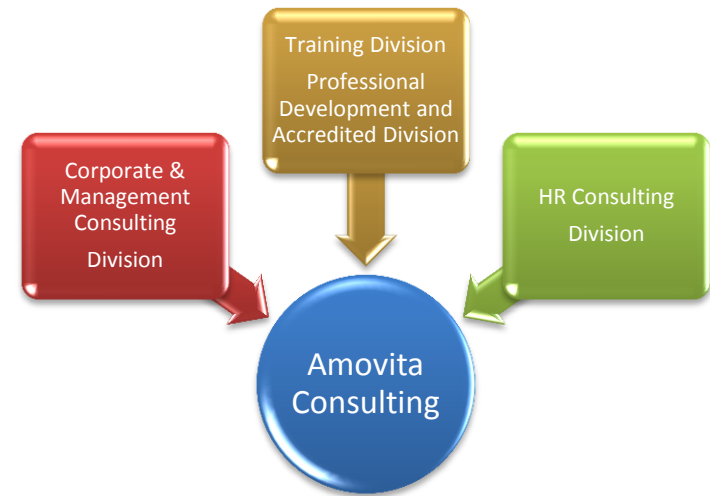 Training Division
Professional
Development and
Accredited Division
Corporate &
Management
Consulting
Division
HR Consulting
Division
Amovita
Consulting